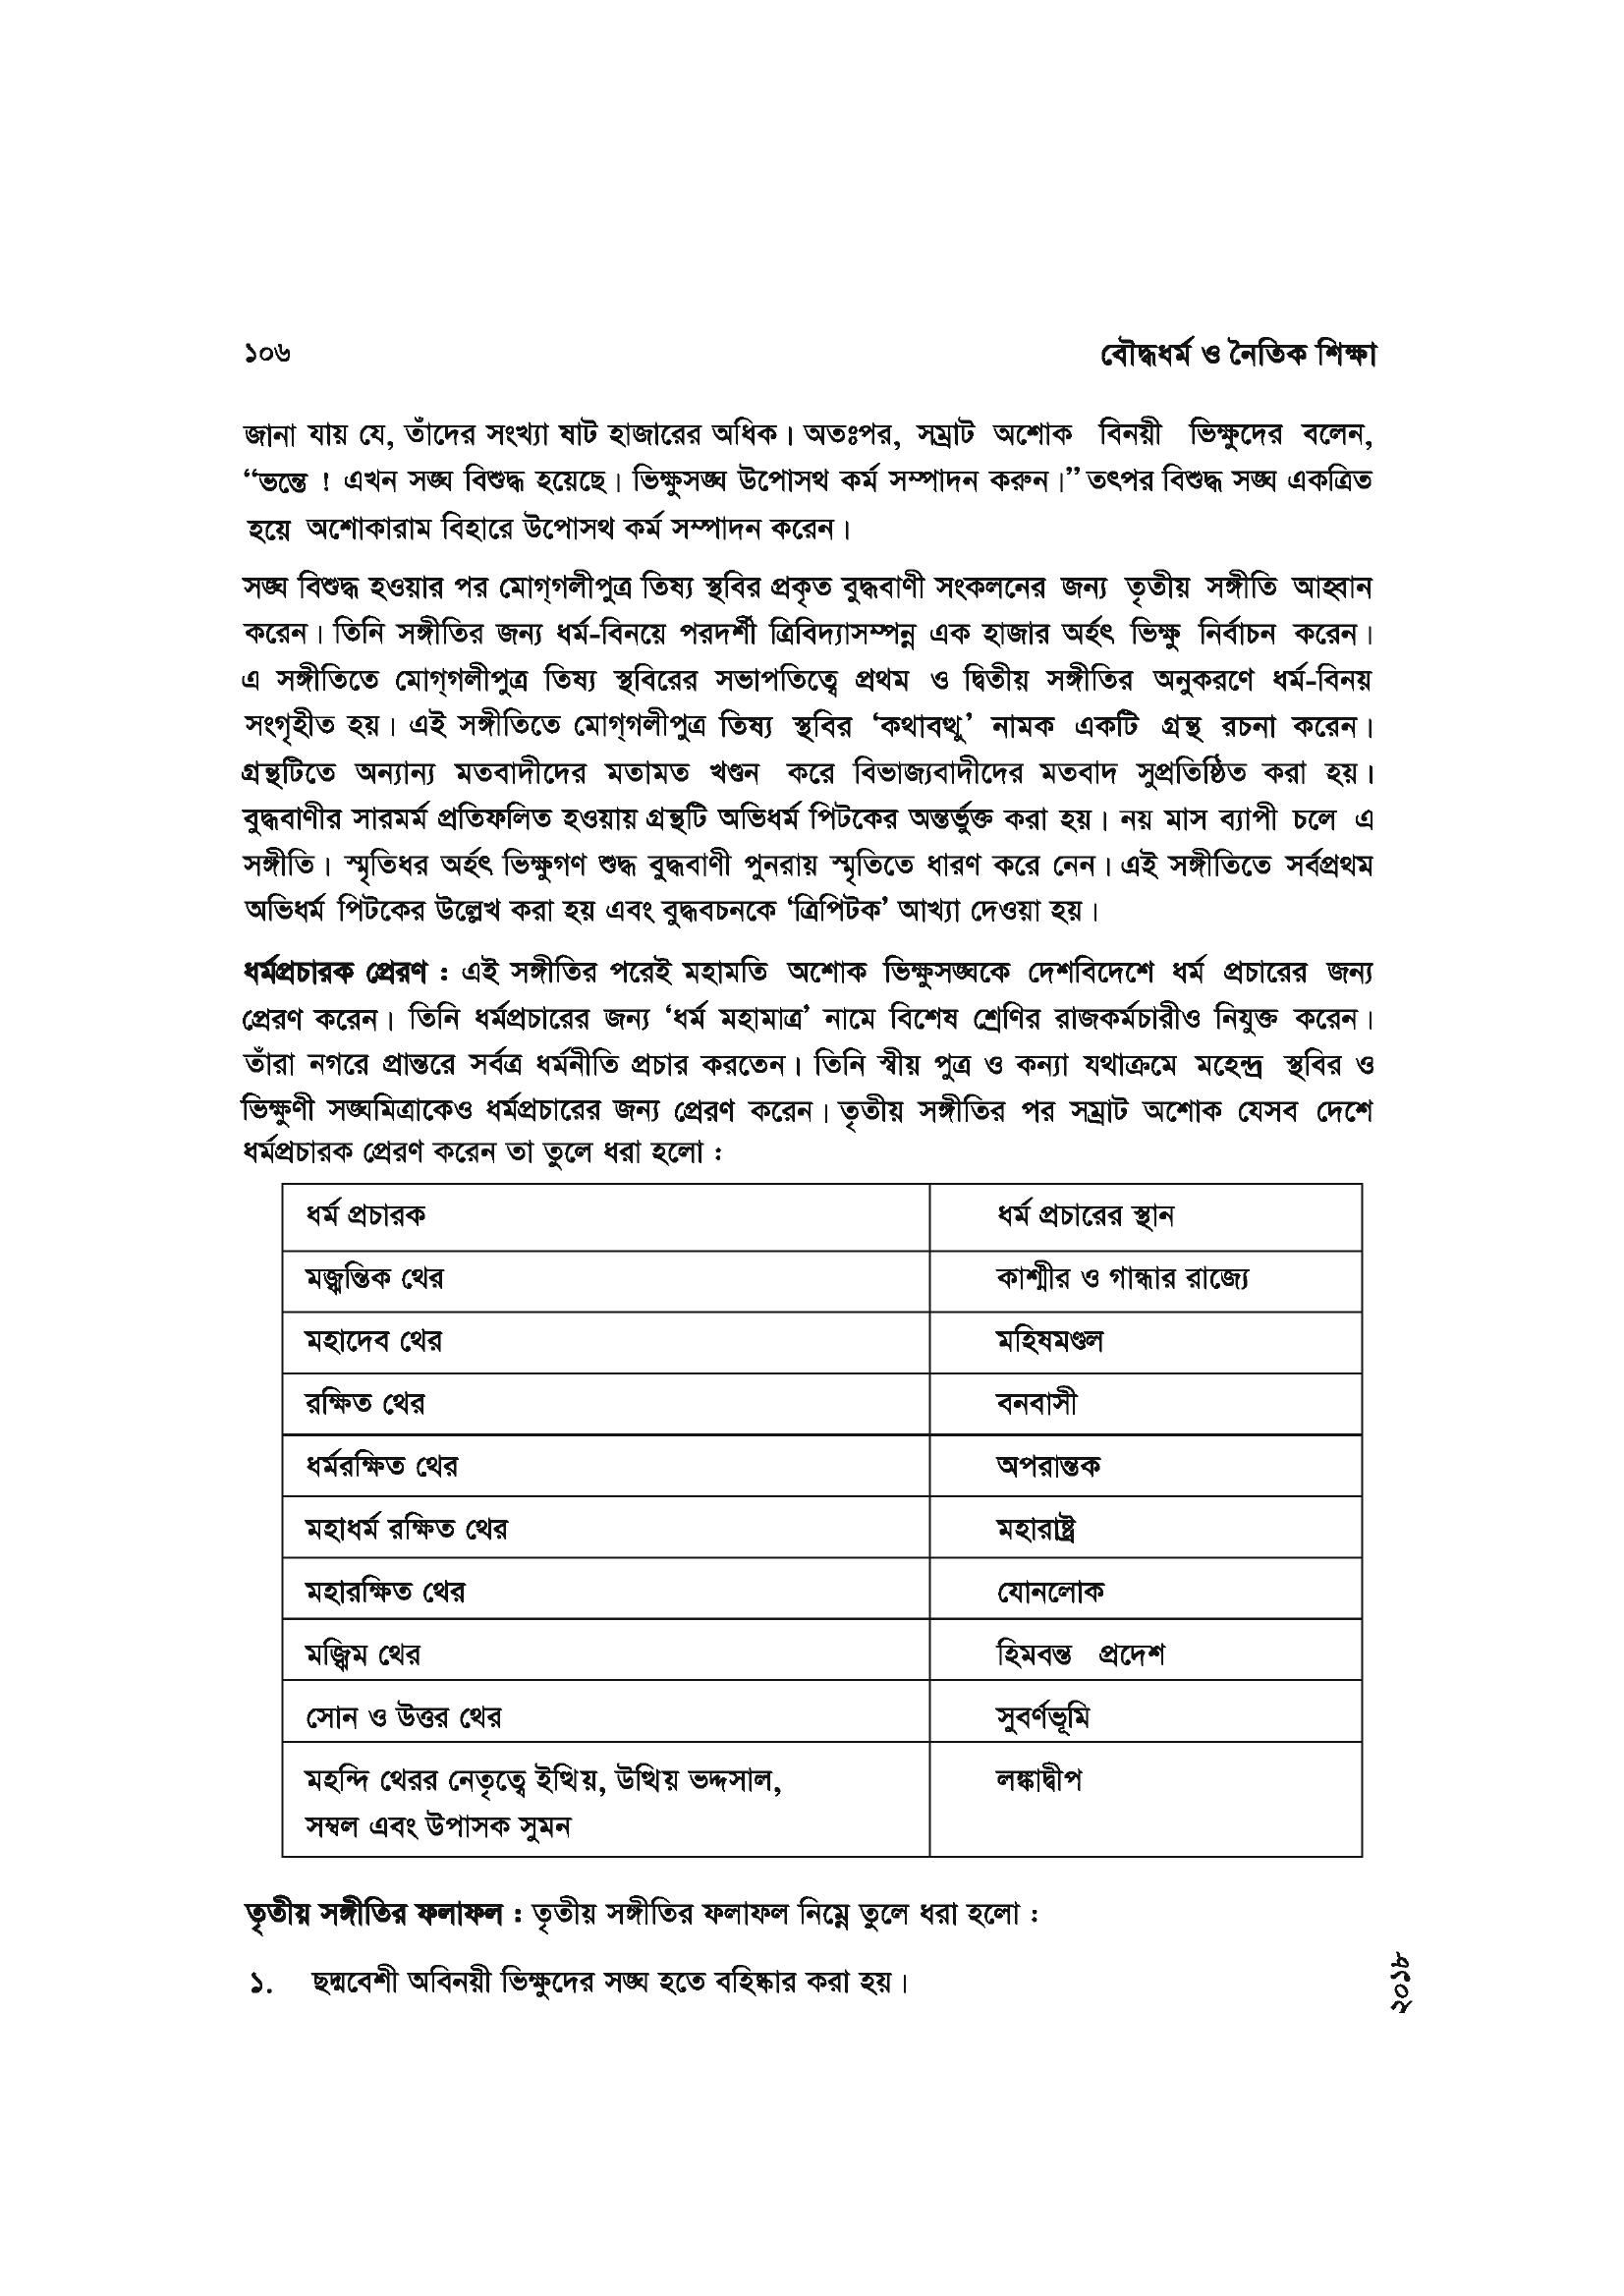 ১০৬ বৌদ্ধধর্ম ও নৈতিক শিক্ষা
জানা যায় যে, তাঁদের সংখ্যা ষাট হাজারের অধিক। অতঃপর, সম্রাট অশোক বিনয়ী ভিক্ষুদের বলেন,
“ভন্তে ! এখন সঙ্ঘ বিশুদ্ধ হয়েছে। ভিক্ষুসঙ্ঘ উপোসথ কর্ম সম্পাদন করুন।” তৎপর বিশুদ্ধ সঙ্ঘ একত্রিত
হয়ে অশোকারাম বিহারে উপোসথ কর্ম সম্পাদন করেন।
সঙ্ঘ বিশুদ্ধ হওয়ার পর মোগ্‌গলীপুত্র তিষ্য স্থবির প্রকৃত বুদ্ধবাণী সংকলনের জন্য তৃতীয় সঙ্গীতি আহ্বান
করেন। তিনি সঙ্গীতির জন্য ধর্ম-বিনয়ে পরদর্শী ত্রিবিদ্যাসম্পন্ন এক হাজার অর্হৎ ভিক্ষু নির্বাচন করেন।
এ সঙ্গীতিতে মোগ্‌গলীপুত্র তিষ্য স্থবিরের সভাপতিত্বে প্রথম ও দ্বিতীয় সঙ্গীতির অনুকরণে ধর্ম-বিনয়
সংগৃহীত হয়। এই সঙ্গীতিতে মোগ্‌গলীপুত্র তিষ্য স্থবির ‘কথাবত্থু’ নামক একটি গ্রন্থ রচনা করেন।
গ্রন্থটিতে অন্যান্য মতবাদীদের মতামত খণ্ডন করে বিভাজ্যবাদীদের মতবাদ সুপ্রতিষ্ঠিত করা হয়।
বুদ্ধবাণীর সারমর্ম প্রতিফলিত হওয়ায় গ্রন্থটি অভিধর্ম পিটকের অন্তর্ভুক্ত করা হয়। নয় মাস ব্যাপী চলে এ
সঙ্গীতি। স্মৃতিধর অর্হৎ ভিক্ষুগণ শুদ্ধ বুদ্ধবাণী পুনরায় স্মৃতিতে ধারণ করে নেন। এই সঙ্গীতিতে সর্বপ্রথম
অভিধর্ম পিটকের উল্লেখ করা হয় এবং বুদ্ধবচনকে ‘ত্রিপিটক’ আখ্যা দেওয়া হয়।
ধর্মপ্রচারক প্রেরণ : এই সঙ্গীতির পরেই মহামতি অশোক ভিক্ষুসঙ্ঘকে দেশবিদেশে ধর্ম প্রচারের জন্য
প্রেরণ করেন। তিনি ধর্মপ্রচারের জন্য ‘ধর্ম মহামাত্র’ নামে বিশেষ শ্রেণির রাজকর্মচারীও নিযুক্ত করেন।
তাঁরা নগরে প্রান্তরে সর্বত্র ধর্মনীতি প্রচার করতেন। তিনি স্বীয় পুত্র ও কন্যা যথাক্রমে মহেন্দ্র স্থবির ও
ভিক্ষুণী সঙ্ঘমিত্রাকেও ধর্মপ্রচারের জন্য প্রেরণ করেন। তৃতীয় সঙ্গীতির পর সম্রাট অশোক যেসব দেশে
ধর্মপ্রচারক প্রেরণ করেন তা তুলে ধরা হলো :
ধর্ম প্রচারক ধর্ম প্রচারের স্থান
মজ্ঝন্তিক থের কাশ্মীর ও গান্ধার রাজ্যে
মহাদেব থের মহিষমণ্ডল
রক্ষিত থের বনবাসী
ধর্মরক্ষিত থের অপরান্তক
মহাধর্ম রক্ষিত থের মহারাষ্ট্র
মহারক্ষিত থের যোনলোক
মজ্ঝিম থের হিমবন্ত প্রদেশ
সোন ও উত্তর থের সুবর্ণভূমি
মহন্দি থেরর নেতৃত্বে ইত্থিয়, উত্থিয় ভদ্দসাল, লঙ্কাদ্বীপ
সম্বল এবং উপাসক সুমন
তৃতীয় সঙ্গীতির ফলাফল : তৃতীয় সঙ্গীতির ফলাফল নিম্নে তুলে ধরা হলো :
১. ছদ্মবেশী অবিনয়ী ভিক্ষুদের সঙ্ঘ হতে বহিষ্কার করা হয়।
২০১৮